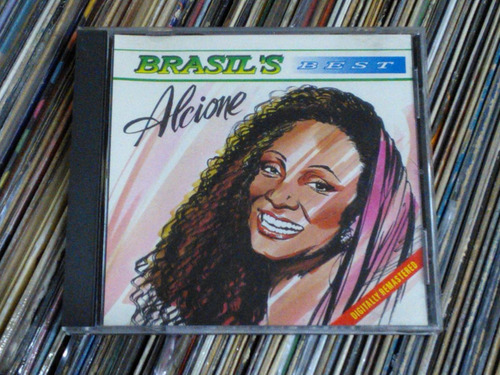 BRASIL'S BEST
Alcione
DIGITALLY REMASTERED